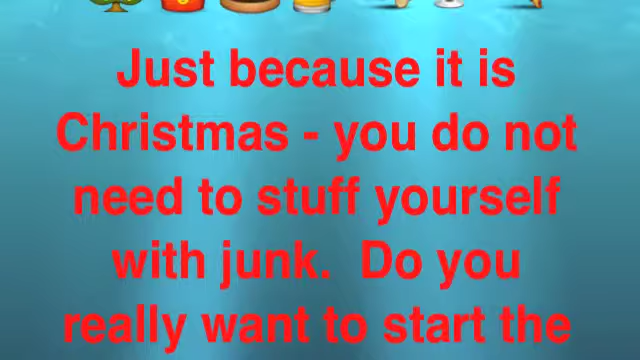 Just because it is
Christmas - you do not
need to stuff yourself
with junk.  Do you
really want to start the